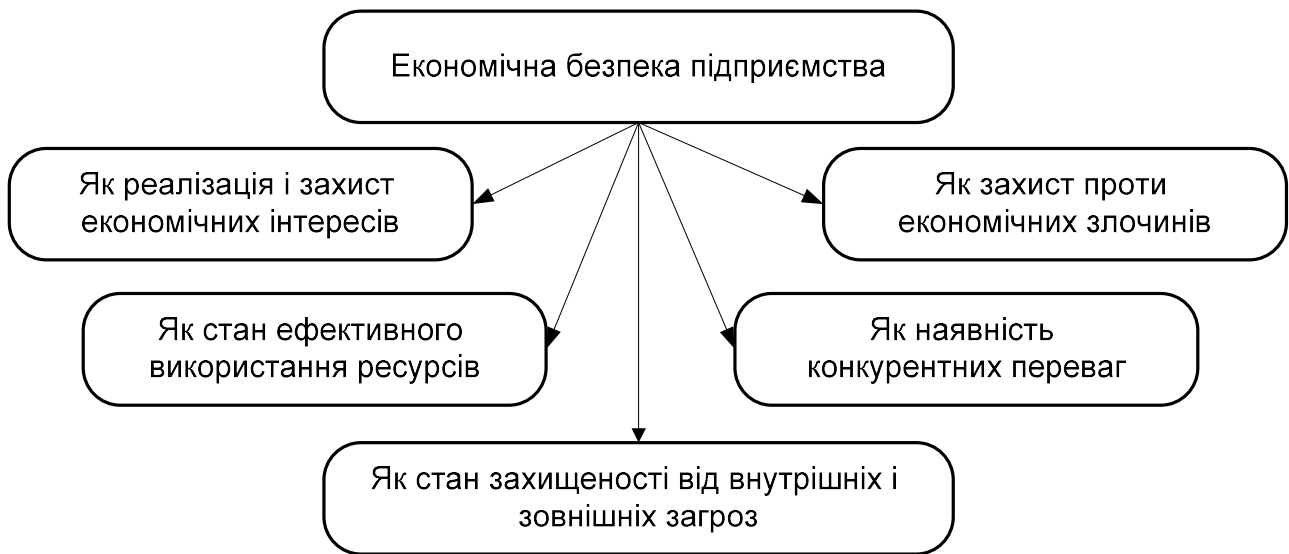 Економічна безпека підприємства
Як реалізація і захист
економічних інтересів
Як захист проти
економічних злочинів
Як стан ефективного
використання ресурсів
Як наявність
конкурентних переваг
Як стан захищеності від внутрішніх і
зовнішніх загроз